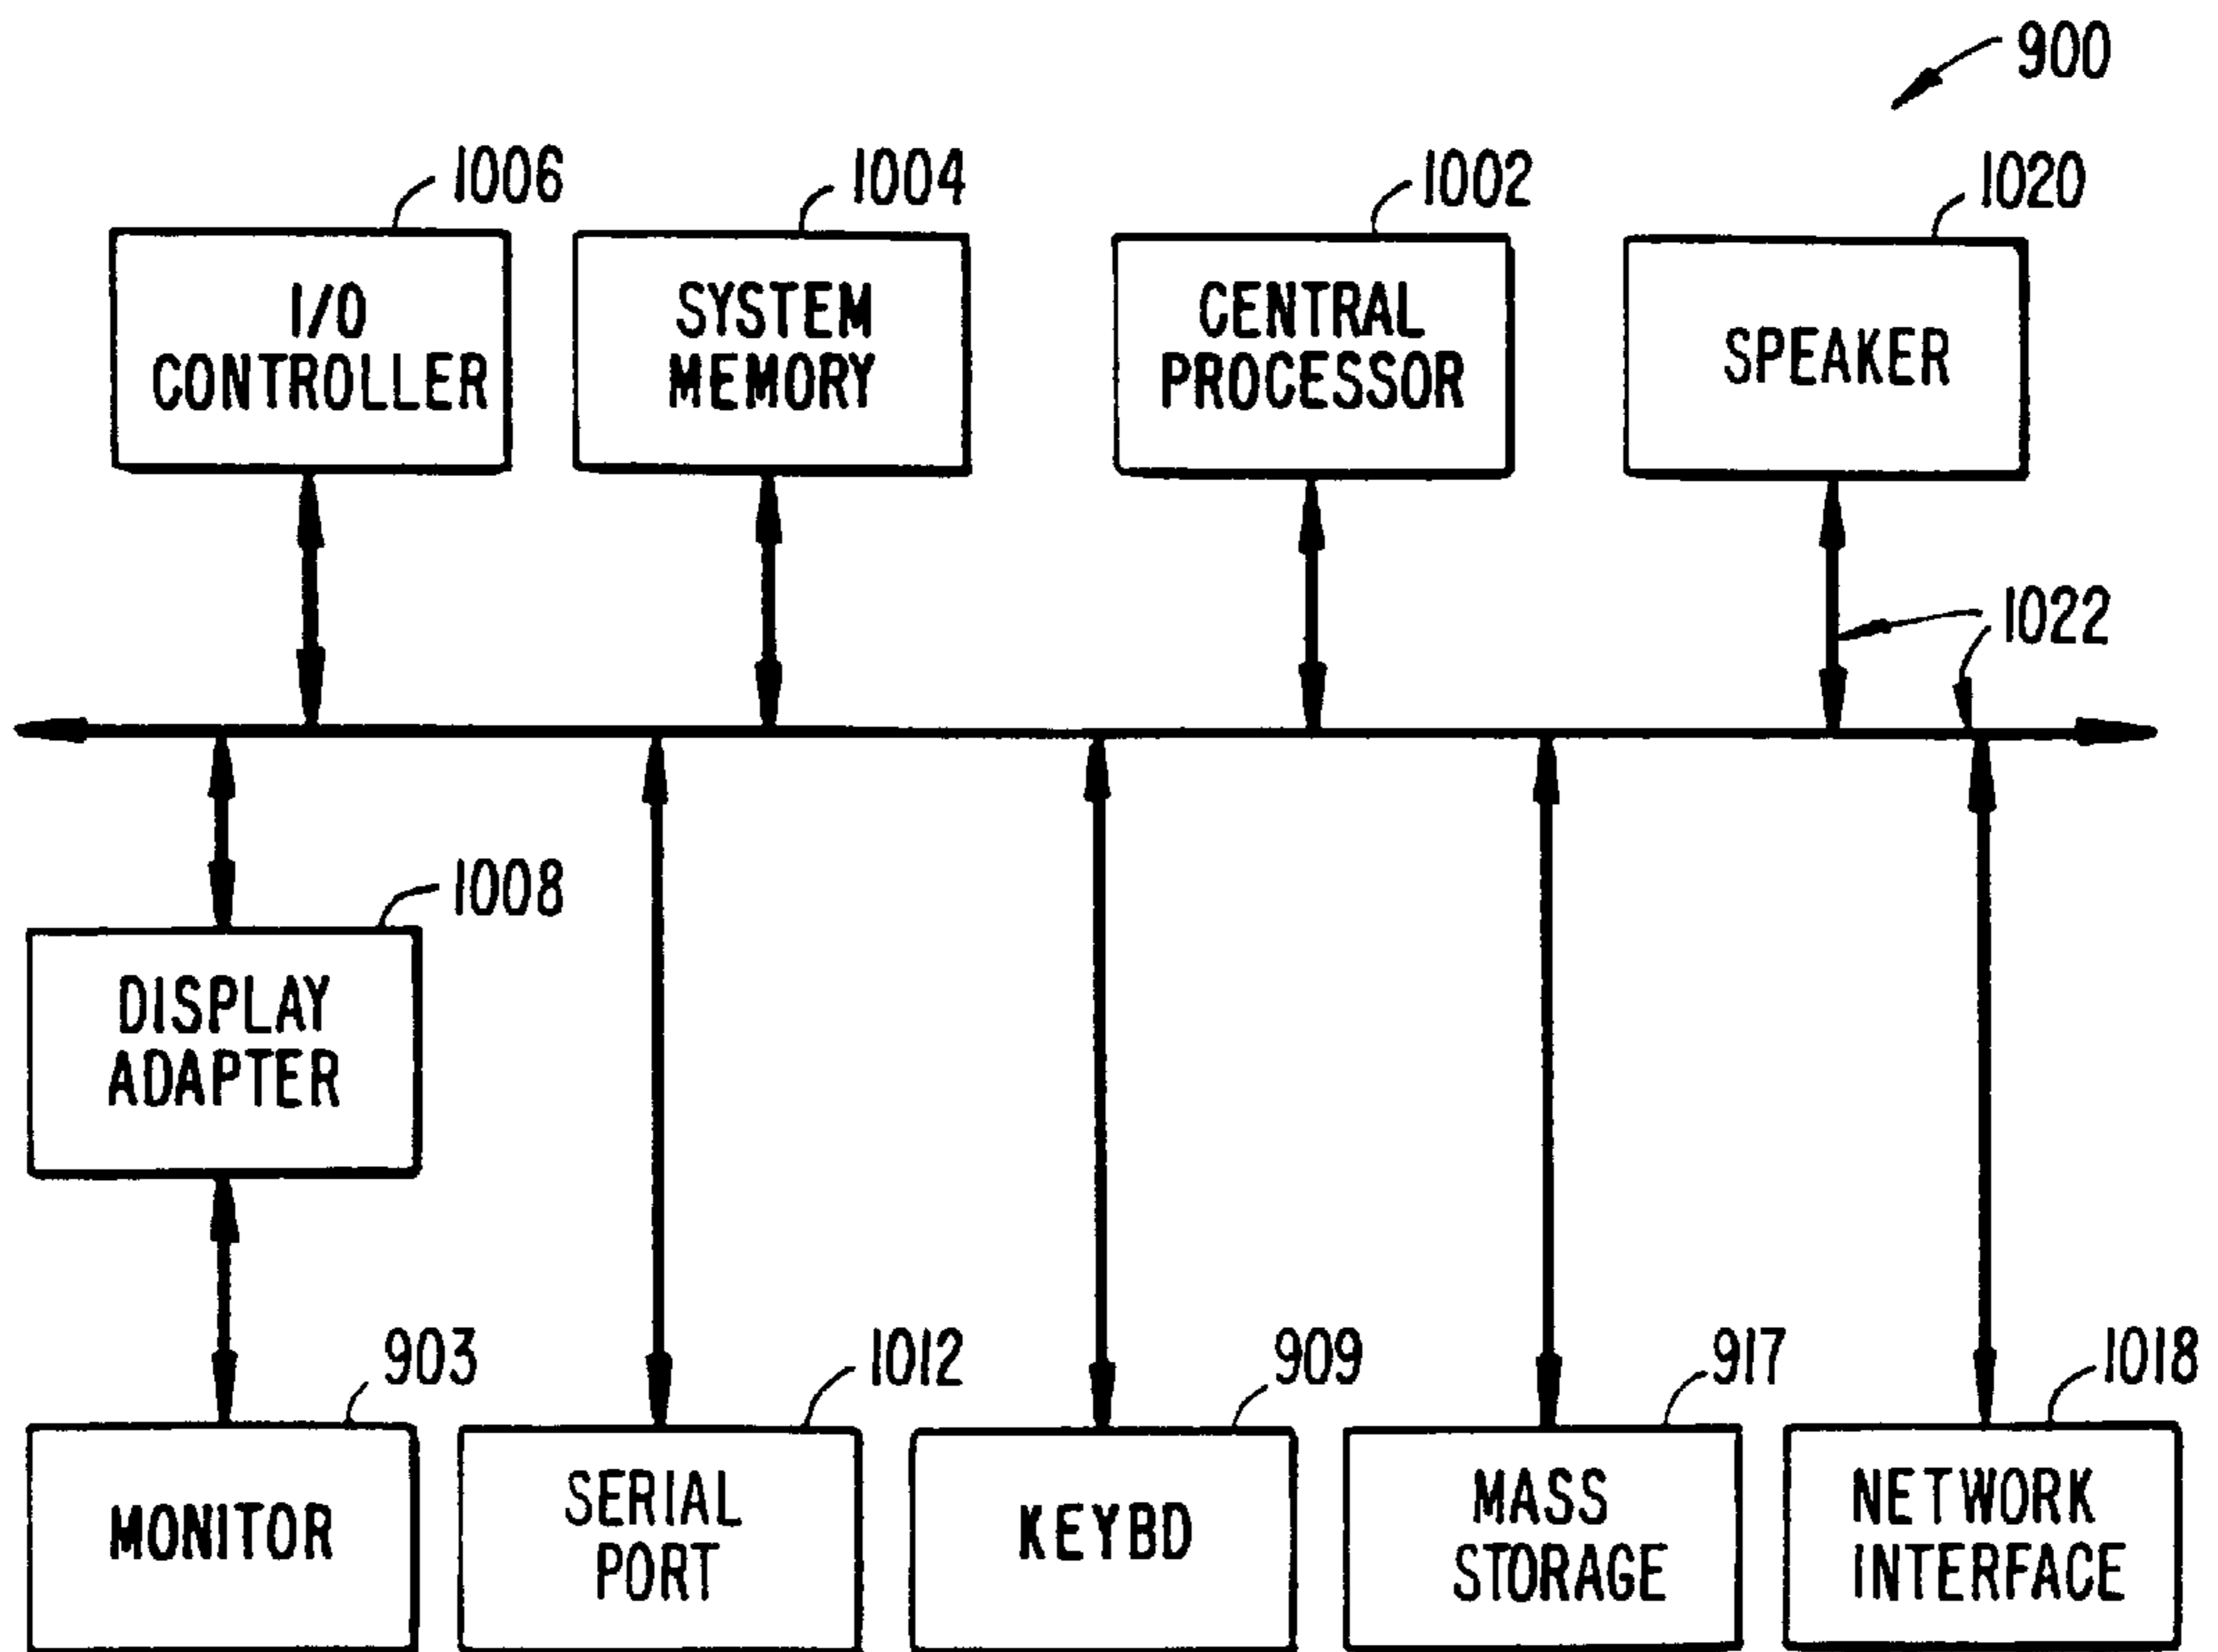 900
1006
1004
1002
1020
I/O
CONTROLLER
SYSTEM
MEMORY
CENTRAL
PROCESSOR
SPEAKER
1022
1008
DISPLAY
ADAPTER
903
1012
909
917
1018
MONITOR
SERIAL
PORT
KEYBD
MASS
STORAGE
NETWORK
INTERFACE